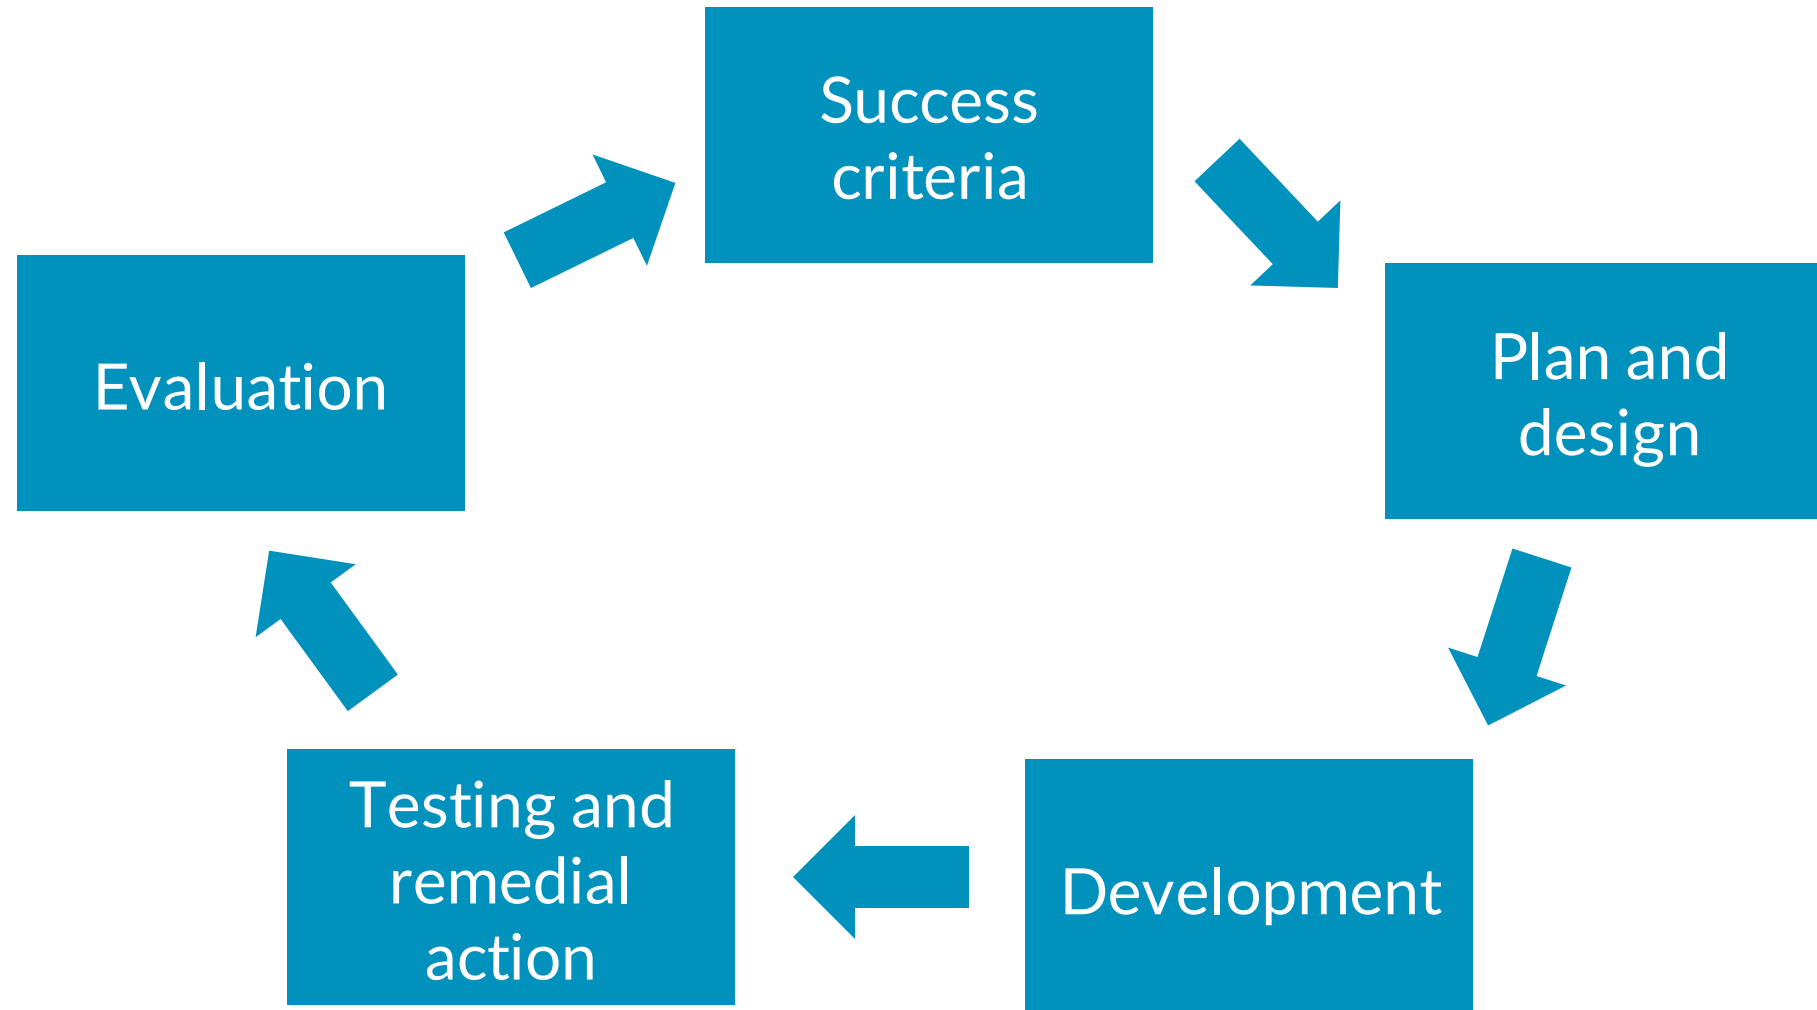 Success
criteria
Plan and
design
Development
Testing and
remedial
action
Evaluation